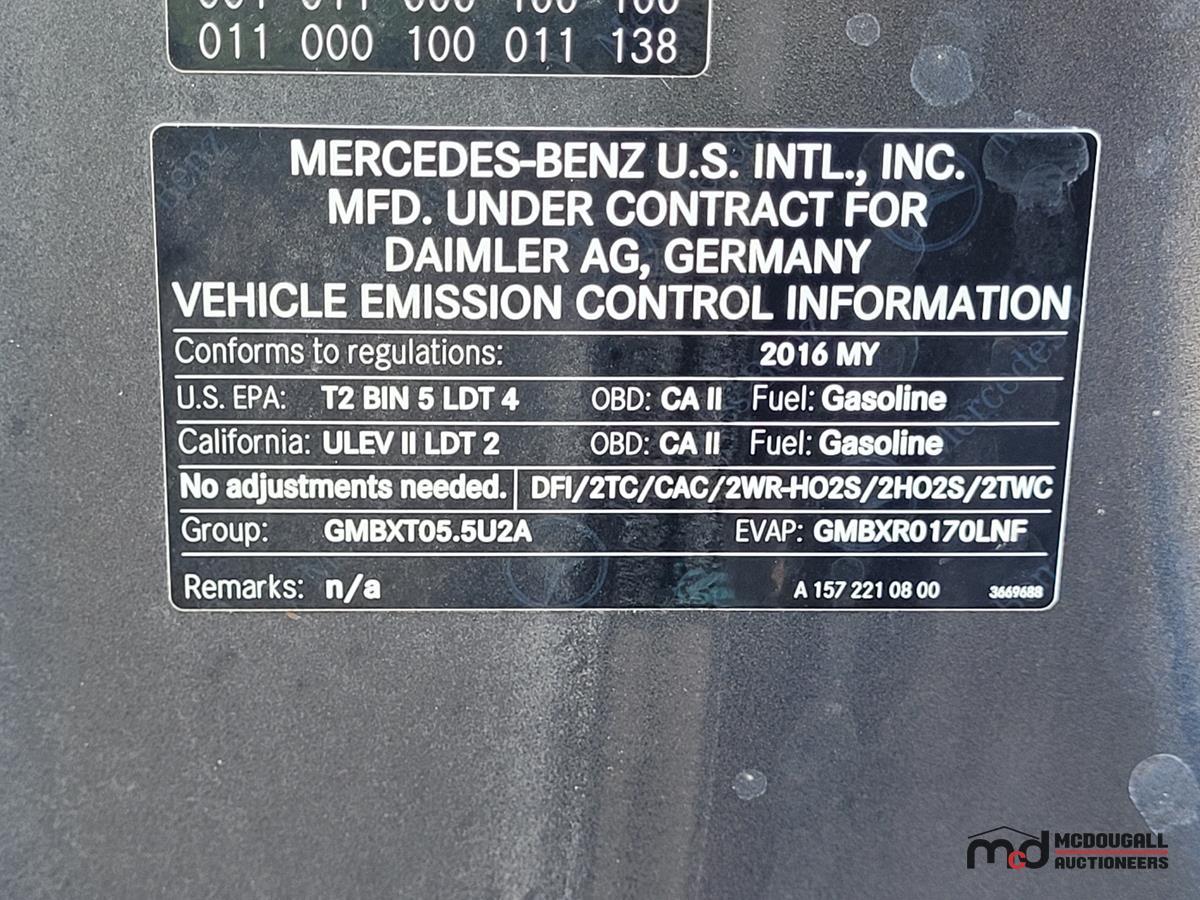 011 000 100 011 138
MERCEDES-BENZ U.S. INTL., INC.
MFD. UNDER CONTRACT FOR
DAIMLER AG, GERMANY
VEHICLE EMISSION CONTROL INFORMATION
Conforms to regulations: 2016 MY
U.S. EPA: T2 BIN 5 LDT 4 OBD: CA II Fuel: Gasoline
California: ULEV II LDT 2 OBD: CA II Fuel: Gasoline
No adjustments needed. DFI/2TC/CAC/2WR-HO2S/2HO2S/2TWC
Group: GMBXT05.5U2A EVAP: GMBXR0170LNF
Remarks: n/a A 157 221 08 00 3669688
mcd MCDOUGALL
AUCTIONEERS